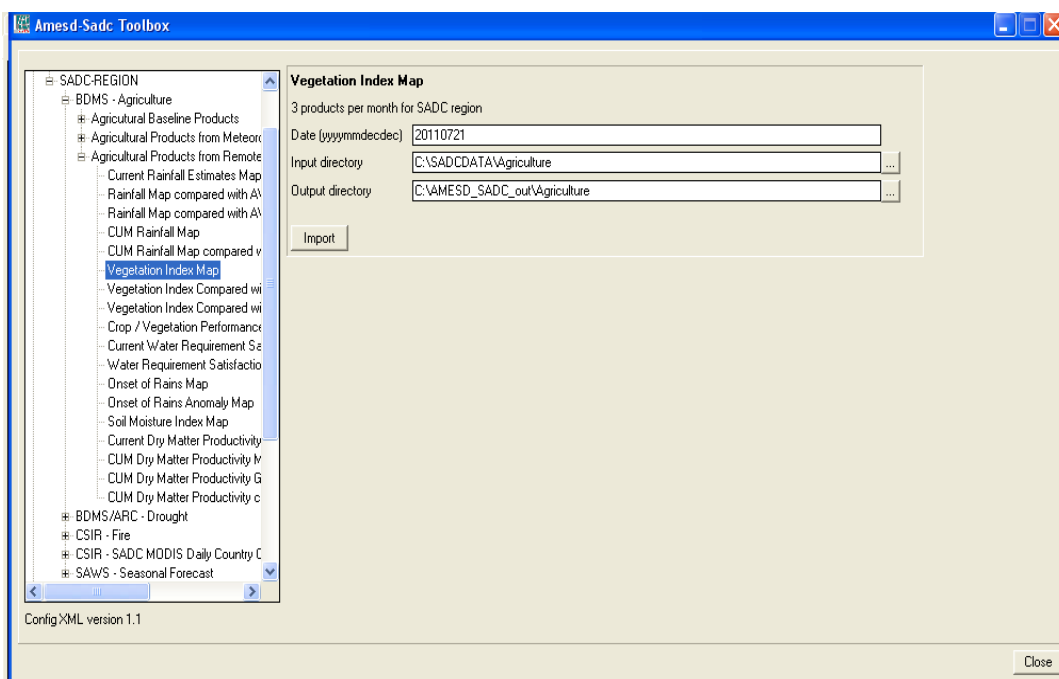 Amesd-Sadc Toolbox
SADC-REGION
BDMS - Agriculture
Agricutural Baseline Products
Agricultural Products from Meteoro
Agricultural Products from Remote
Current Rainfall Estimates Map
Rainfall Map compared with AV
Rainfall Map compared with AV
CUM Rainfall Map
CUM Rainfall Map compared v
Vegetation Index Map
Vegetation Index Compared wi
Vegetation Index Compared wi
Crop / Vegetation Performance
Current Water Requirement Sa
Water Requirement Satisfactio
Onset of Rains Map
Onset of Rains Anomaly Map
Soil Moisture Index Map
Current Dry Matter Productivity
CUM Dry Matter Productivity M
CUM Dry Matter Productivity G
CUM Dry Matter Productivity c
BDMS/ARC - Drought
CSIR - Fire
CSIR - SADC MODIS Daily Country C
SAWS - Seasonal Forecast
Config XML version 1.1
Vegetation Index Map
3 products per month for SADC region
Date (yyyymmdecdec) 20110721
Input directory C:\SADCDATA\Agriculture ...
Output directory C:\AMESD_SADC_out\Agriculture ...
Import
Close